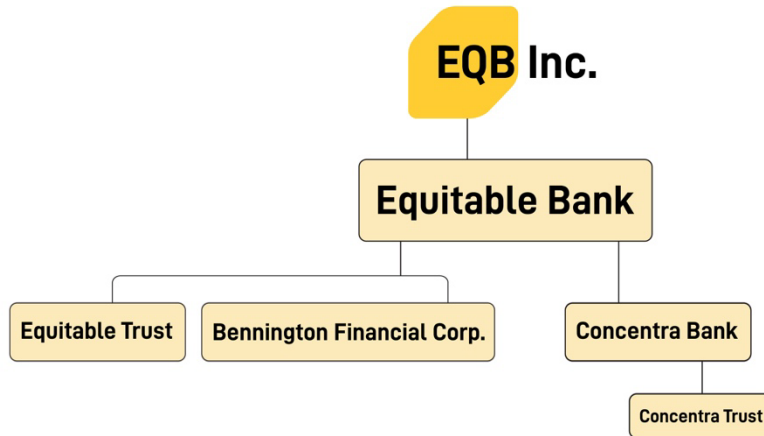 EQB Inc.
Equitable Bank
Equitable Trust
Bennington Financial Corp.
Concentra Bank
Concentra Trust